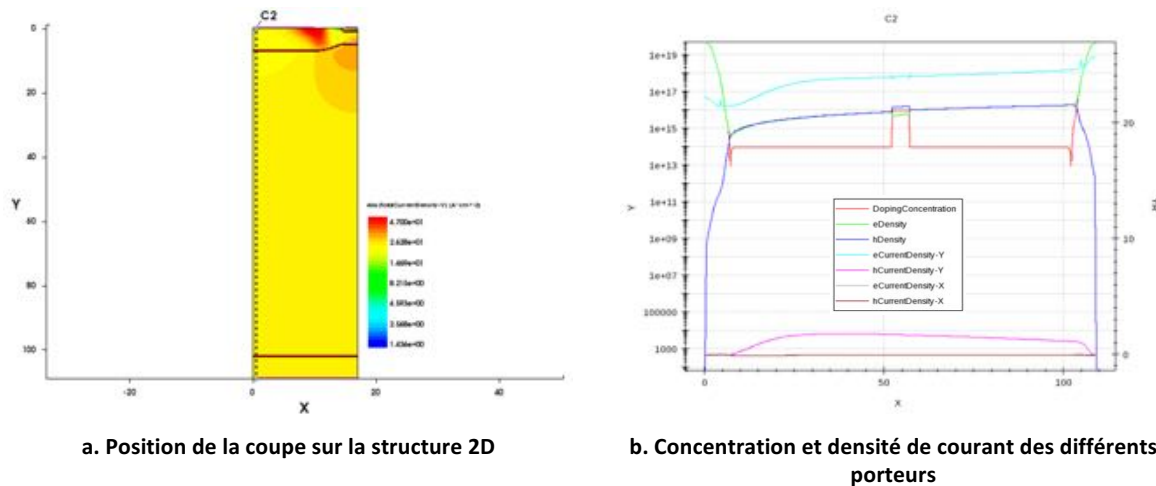 C2
0
20
40
60
80
100
Y
-20
0
20
40
X
4.700e+01
2.628e+01
1.469e+01
8.213e+00
4.593e+00
2.568e+00
1.436e+00
a. Position de la coupe sur la structure 2D
C2
1e+19
1e+17
1e+15
1e+13
1e+11
1e+09
1e+07
100000
1000
Y
20
10
0
DopingConcentration
eDensity
hDensity
eCurrentDensity-Y
hCurrentDensity-Y
eCurrentDensity-X
hCurrentDensity-X
0
50
100
X
b. Concentration et densité de courant des différents
porteurs